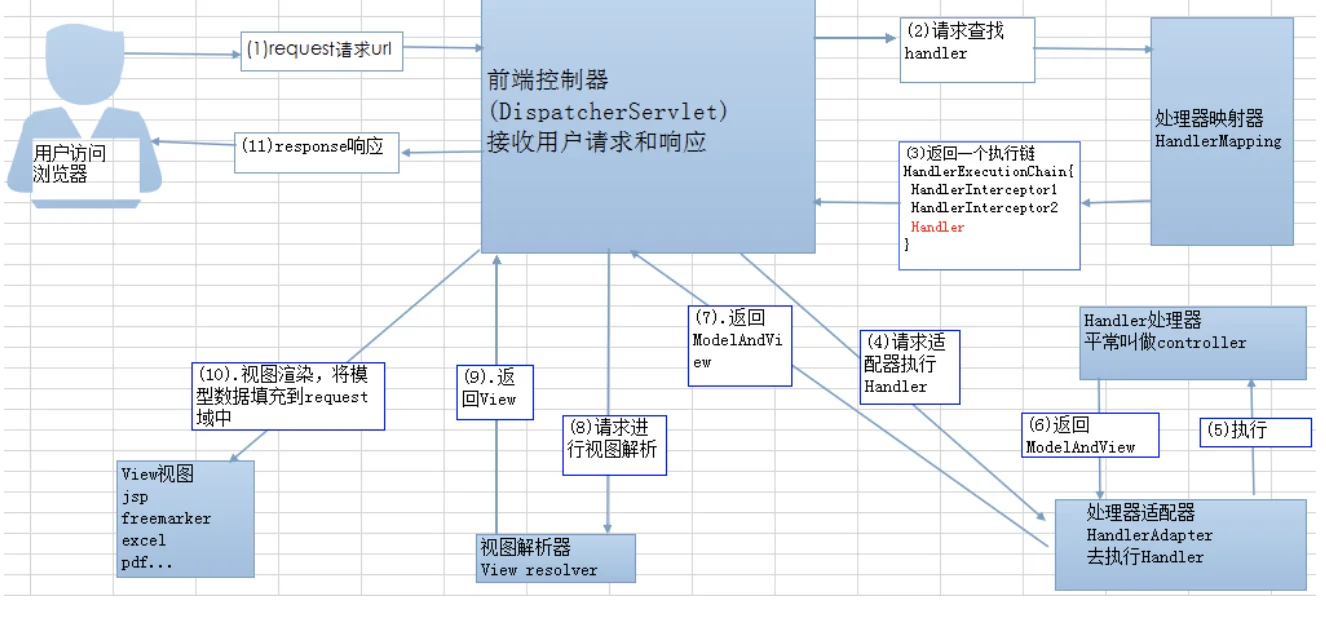 (1)request请求url
(2)请求查找
handler
前端控制器
(DispatcherServlet)
接收用户请求和响应
处理器映射器
HandlerMapping
用户访问
浏览器
(11)response响应
(3)返回一个执行链
HandlerExecutionChain{
HandlerInterceptor1
HandlerInterceptor2
Handler
}
(7).返回
ModelAndVi
ew
(4)请求适
配器执行
Handler
Handler处理器
平常叫做controller
(10).视图渲染，将模
型数据填充到request
域中
(9).返
回View
(8)请求进
行视图解析
(6)返回
ModelAndView
(5)执行
View视图
jsp
freemarker
excel
pdf...
视图解析器
View resolver
处理器适配器
HandlerAdapter
去执行Handler